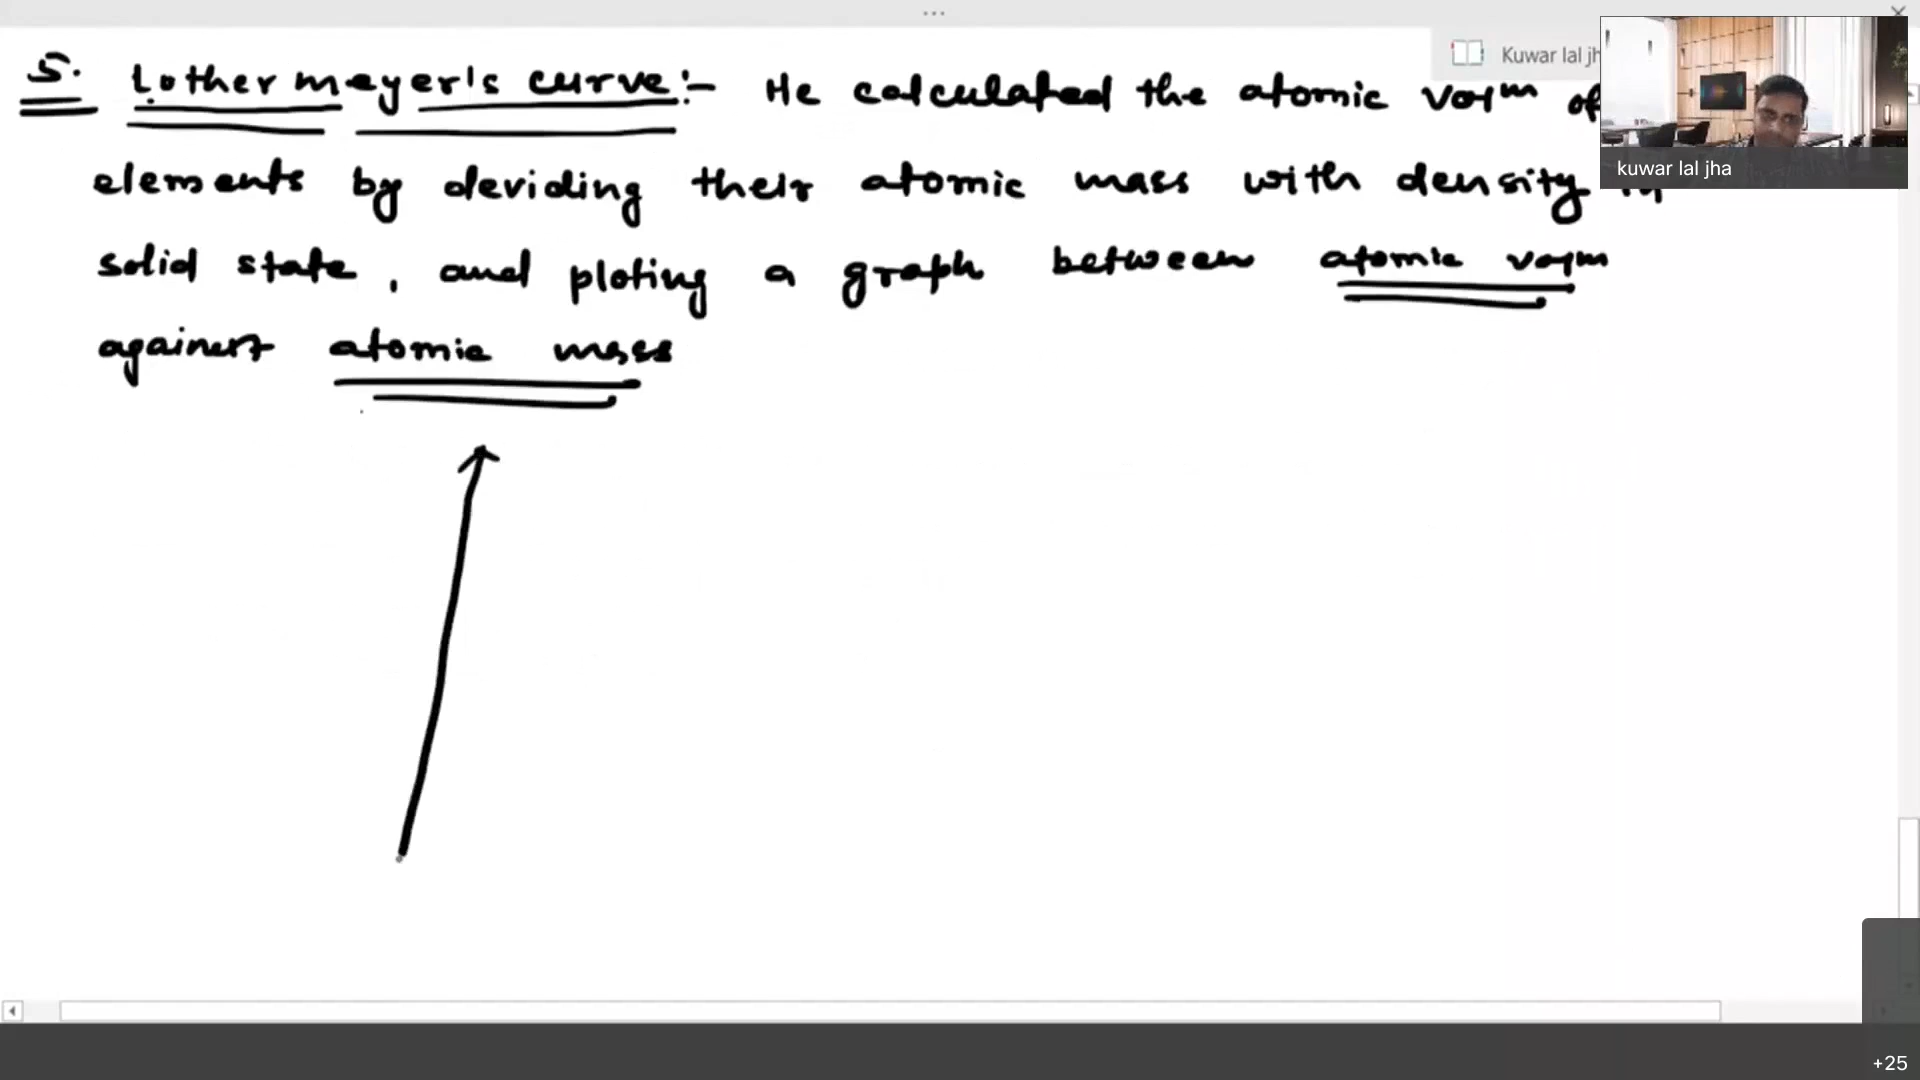 5. Lother meyer's curve:- He calculated the atomic volm of
elements by deviding their atomic mass with density in
solid state, and ploting a graph between atomic volm
against atomic mass
Kuwar lal jh
kuwar lal jha
+25